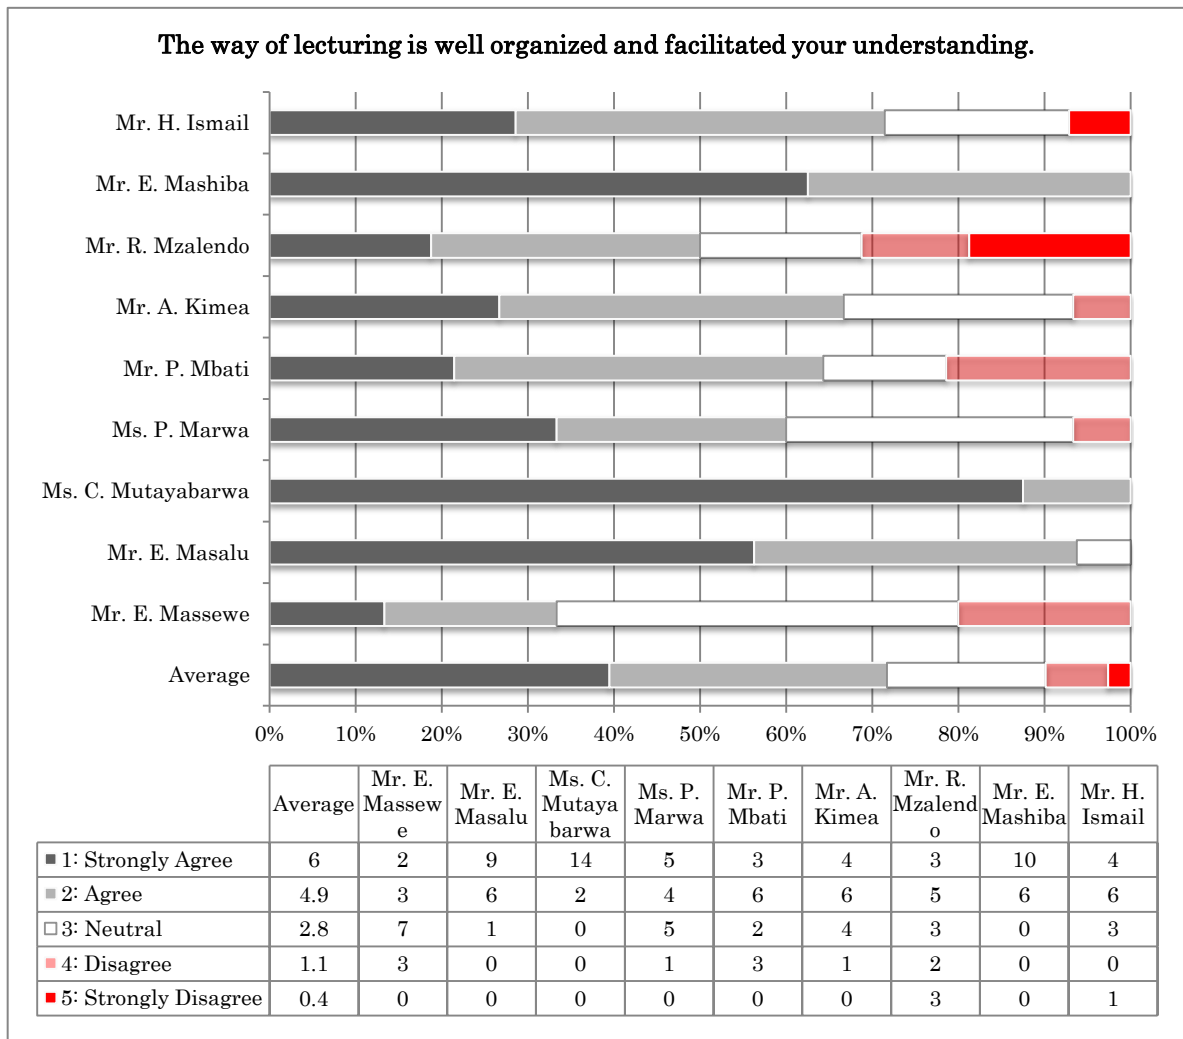 The way of lecturing is well organized and facilitated your understanding.
Mr. H. Ismail
Mr. E. Mashiba
Mr. R. Mzalendo
Mr. A. Kimea
Mr. P. Mbati
Ms. P. Marwa
Ms. C. Mutayabarwa
Mr. E. Masalu
Mr. E. Massewe
Average
0% 10% 20% 30% 40% 50% 60% 70% 80% 90% 100%
Average
Mr. E.
Massew
e
Mr. E.
Masalu
Ms. C.
Mutaya
barwa
Ms. P.
Marwa
Mr. P.
Mbati
Mr. A.
Kimea
Mr. R.
Mzalend
o
Mr. E.
Mashiba
Mr. H.
Ismail
1: Strongly Agree 6 2 9 14 5 3 4 3 10 4
2: Agree 4.9 3 6 2 4 6 6 5 6 6
3: Neutral 2.8 7 1 0 5 2 4 3 0 3
4: Disagree 1.1 3 0 0 1 3 1 2 0 0
5: Strongly Disagree 0.4 0 0 0 0 0 0 3 0 1